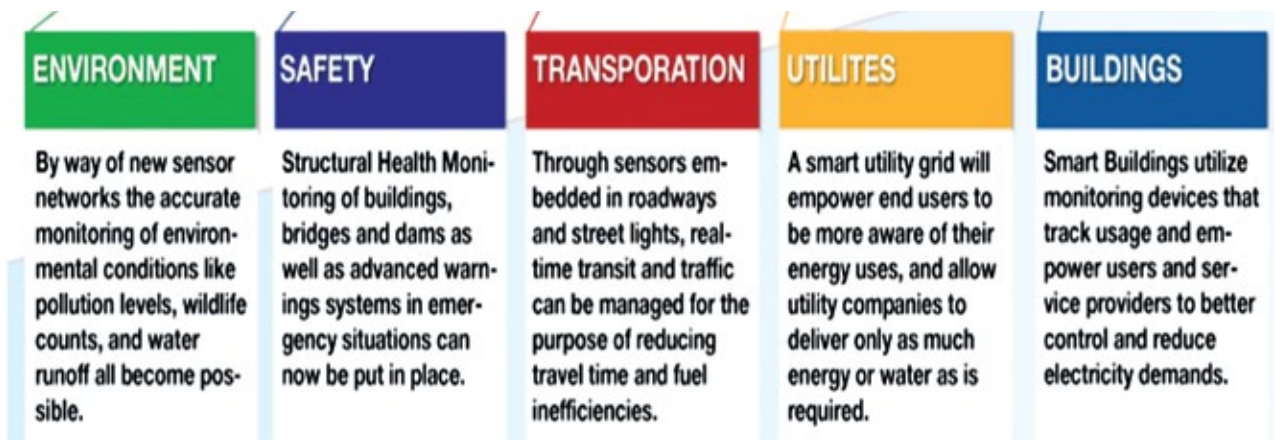 ENVIRONMENT
By way of new sensor
networks the accurate
monitoring of environ-
mental conditions like
pollution levels, wildlife
counts, and water
runoff all become pos-
sible.
SAFETY
Structural Health Moni-
toring of buildings,
bridges and dams as
well as advanced warn-
ings systems in emer-
gency situations can
now be put in place.
TRANSPORATION
Through sensors em-
bedded in roadways
and street lights, real-
time transit and traffic
can be managed for the
purpose of reducing
travel time and fuel
inefficiencies.
UTILITES
A smart utility grid will
empower end users to
be more aware of their
energy uses, and allow
utility companies to
deliver only as much
energy or water as is
required.
BUILDINGS
Smart Buildings utilize
monitoring devices that
track usage and em-
power users and ser-
vice providers to better
control and reduce
electricity demands.